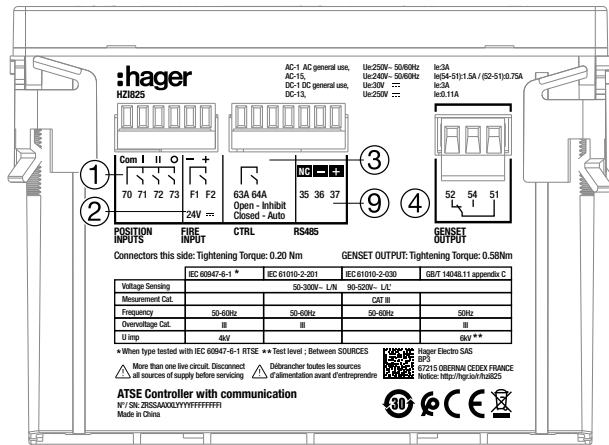 :hager
HZI825
AC-1 AC general use, Ue:250V~ 50/60Hz Ie:3A
AC-15, Ue:240V~ 50/60Hz Ie(54-51):1.5A / (52-51):0.75A
DC-1 DC general use, Ue:30V ⎓ Ie:3A
DC-13, Ue:250V ⎓ Ie:0.11A
Com I II O - +
NC - +
1
3
70 71 72 73 F1 F2 63A 64A 35 36 37
9
4
52 54 51
2
24V ⎓
Open - Inhibit
Closed - Auto
POSITION INPUTS
FIRE INPUT
CTRL
RS485
GENSET OUTPUT
Connectors this side: Tightening Torque: 0.20 Nm GENSET OUTPUT: Tightening Torque: 0.58Nm
IEC 60947-6-1 * IEC 61010-2-201 IEC 61010-2-030 GB/T 14048.11 appendix C
Voltage Sensing 50-300V~ L/N 90-520V~ L/L'
Mesurement Cat. CAT III
Frequency 50-60Hz 50-60Hz 50-60Hz 50Hz
Overvoltage Cat. III III III
U imp 4kV 6kV **
* When type tested with IEC 60947-6-1 RTSE ** Test level ; Between SOURCES
More than one live circuit. Disconnect
all sources of supply before servicing
Débrancher toutes les sources
d'alimentation avant d'entreprendre
Hager Electro SAS
BP3
67215 OBERNAI CEDEX FRANCE
Notice: http://hgr.io/r/hzi825
ATSE Controller with communication
N° / SN: ZRSSAAXXLYYYYFFFFFFFFI
Made in China
30
CE